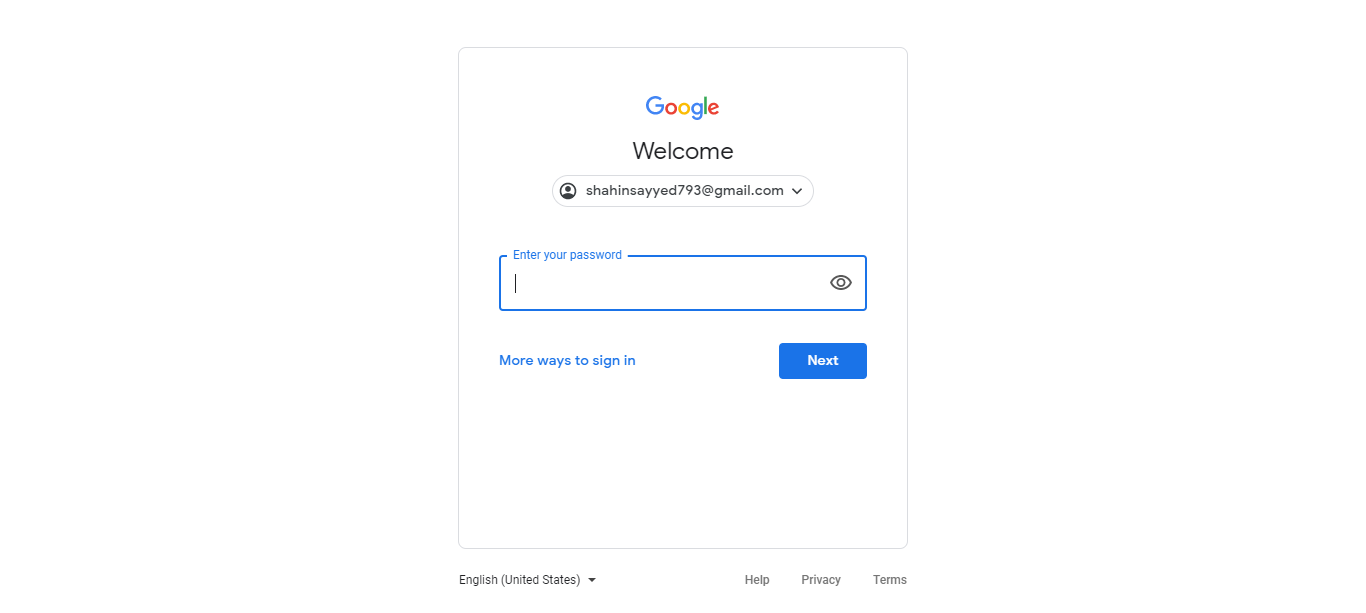 Google
Welcome
shahinsayyed793@gmail.com
Enter your password
More ways to sign in
Next
English (United States)
Help
Privacy
Terms